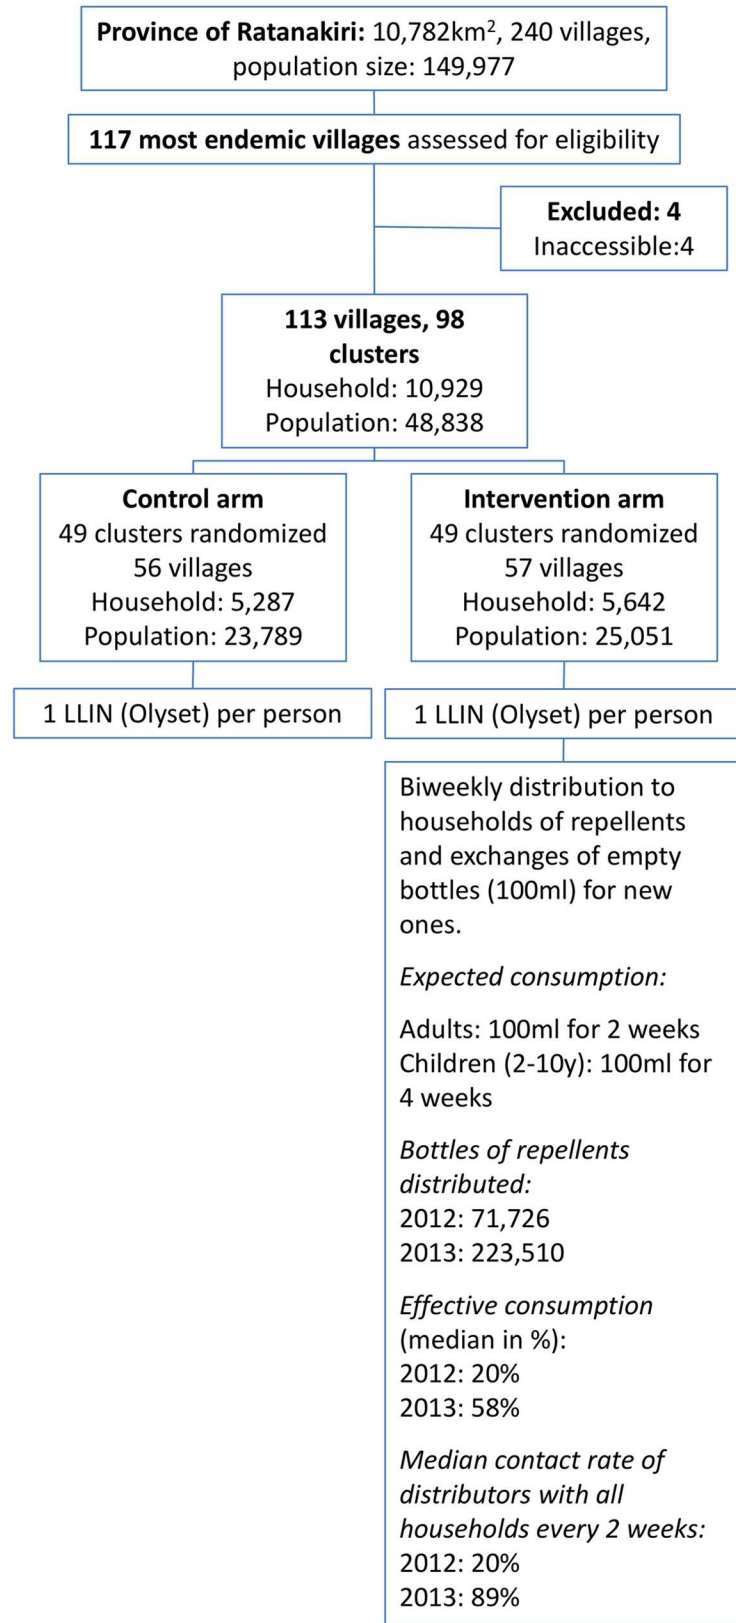 Province of Ratanakiri: 10,782km², 240 villages,
population size: 149,977
117 most endemic villages assessed for eligibility
Excluded: 4
Inaccessible:4
113 villages, 98
clusters
Household: 10,929
Population: 48,838
Control arm
49 clusters randomized
56 villages
Household: 5,287
Population: 23,789
Intervention arm
49 clusters randomized
57 villages
Household: 5,642
Population: 25,051
1 LLIN (Olyset) per person
1 LLIN (Olyset) per person
Biweekly distribution to
households of repellents
and exchanges of empty
bottles (100ml) for new
ones.
Expected consumption:
Adults: 100ml for 2 weeks
Children (2-10y): 100ml for
4 weeks
Bottles of repellents
distributed:
2012: 71,726
2013: 223,510
Effective consumption
(median in %):
2012: 20%
2013: 58%
Median contact rate of
distributors with all
households every 2 weeks:
2012: 20%
2013: 89%